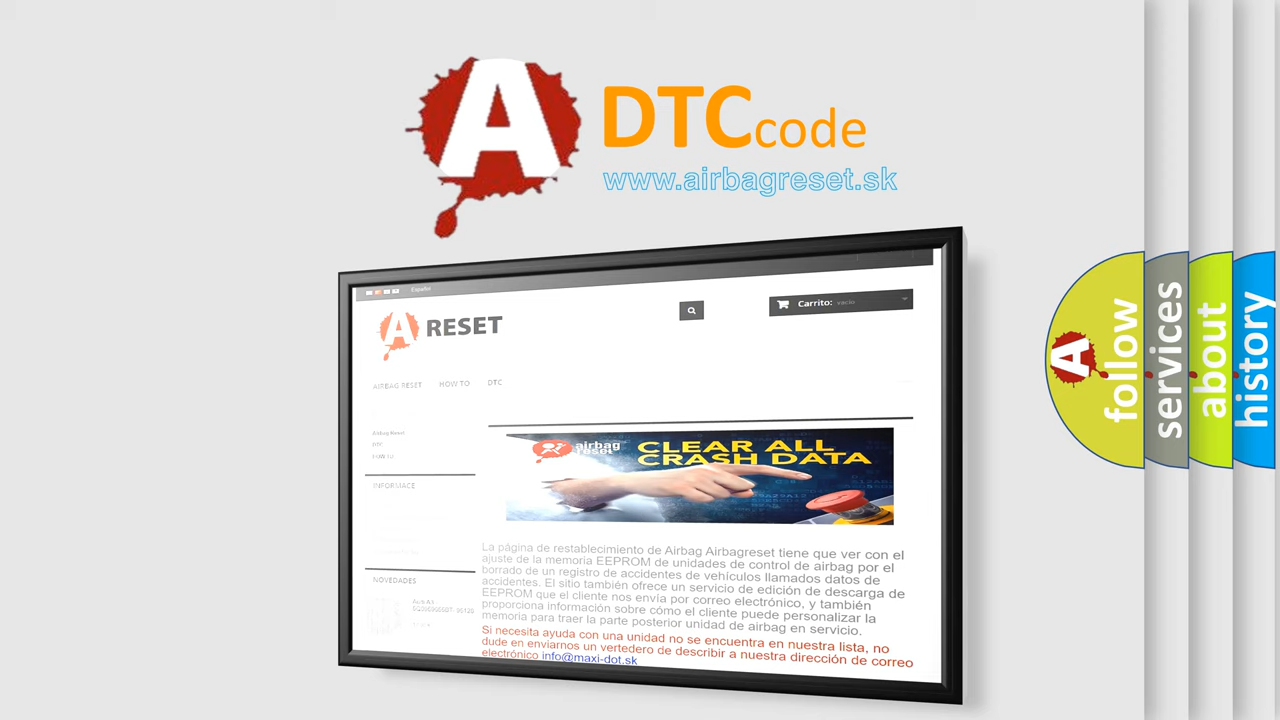 A
DTCcode
www.airbagreset.sk
Español
A RESET
Carrito: vacío
AIRBAG RESET HOW TO DTC
Airbag Reset
DTC
HOW TO
INFORMACE
NOVEDADES
airbag
reset
CLEAR ALL
CRASH DATA
La página de restablecimiento de Airbag Airbagreset tiene que ver con el
ajuste de la memoria EEPROM de unidades de control de airbag por el
borrado de un registro de accidentes de vehículos llamados datos de
accidentes. El sitio también ofrece un servicio de edición de descarga de
EEPROM que el cliente nos envía por correo electrónico, y también
proporciona información sobre cómo el cliente puede personalizar la
memoria para traer la parte posterior unidad de airbag en servicio.
Si necesita ayuda con una unidad no se encuentra en nuestra lista, no
dude en enviarnos un vertedero de describir a nuestra dirección de correo
electrónico info@maxi-dot.sk
A
follow
services
about
history